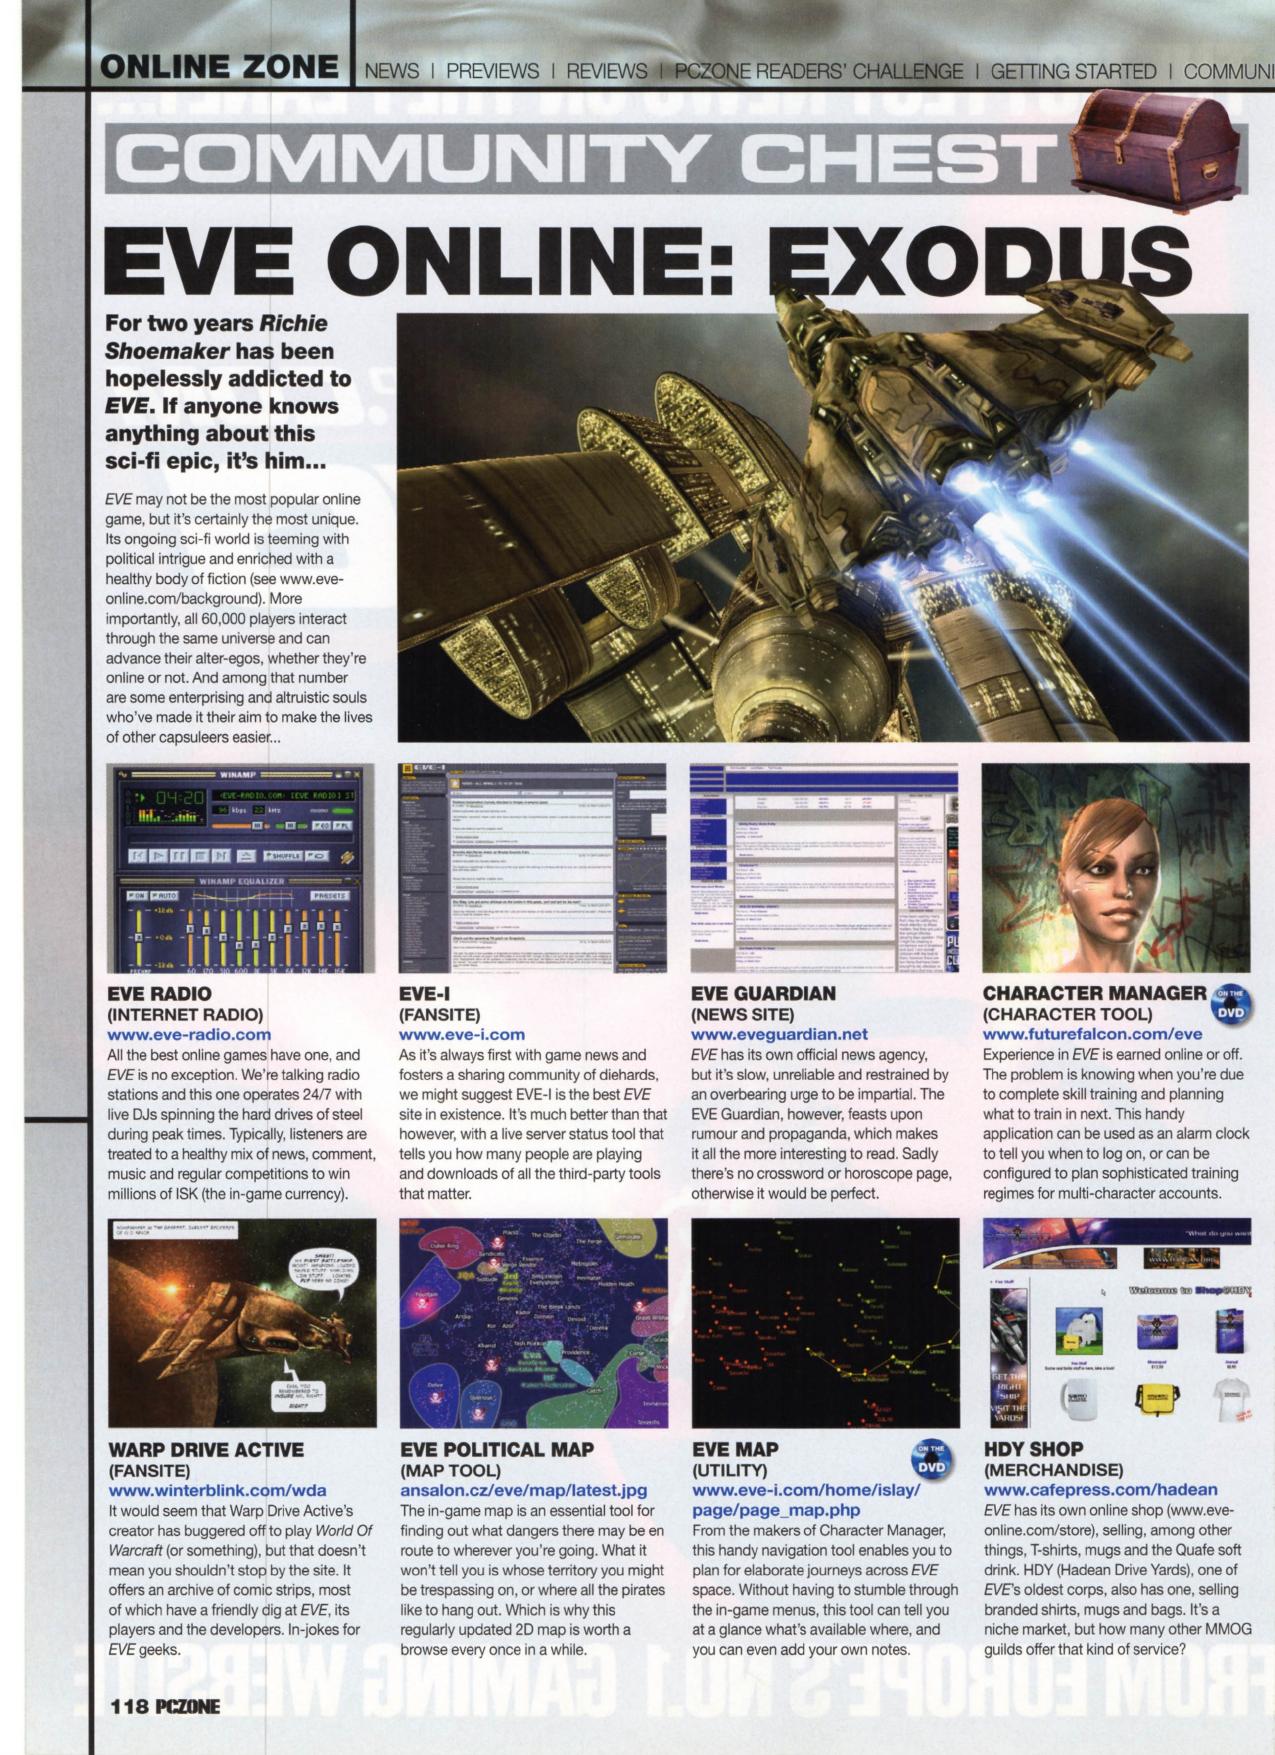 ONLINE ZONE
NEWS | PREVIEWS | REVIEWS | PCZONE READERS' CHALLENGE | GETTING STARTED | COMMUNI
COMMUNITY CHEST
EVE ONLINE: EXODUS
For two years Richie
Shoemaker has been
hopelessly addicted to
EVE. If anyone knows
anything about this
sci-fi epic, it's him...
EVE may not be the most popular online
game, but it's certainly the most unique.
Its ongoing sci-fi world is teeming with
political intrigue and enriched with a
healthy body of fiction (see www.eve-
online.com/background). More
importantly, all 60,000 players interact
through the same universe and can
advance their alter-egos, whether they're
online or not. And among that number
are some enterprising and altruistic souls
who've made it their aim to make the lives
of other capsuleers easier...
WINAMP
04:20
WINAMP EQUALIZER
ON AUTO PRESETS
EVE-I
EVE RADIO
(INTERNET RADIO)
www.eve-radio.com
All the best online games have one, and
EVE is no exception. We're talking radio
stations and this one operates 24/7 with
live DJs spinning the hard drives of steel
during peak times. Typically, listeners are
treated to a healthy mix of news, comment,
music and regular competitions to win
millions of ISK (the in-game currency).
EVE-I
(FANSITE)
www.eve-i.com
As it's always first with game news and
fosters a sharing community of diehards,
we might suggest EVE-I is the best EVE
site in existence. It's much better than that
however, with a live server status tool that
tells you how many people are playing
and downloads of all the third-party tools
that matter.
EVE GUARDIAN
(NEWS SITE)
www.eveguardian.net
EVE has its own official news agency,
but it's slow, unreliable and restrained by
an overbearing urge to be impartial. The
EVE Guardian, however, feasts upon
rumour and propaganda, which makes
it all the more interesting to read. Sadly
there's no crossword or horoscope page,
otherwise it would be perfect.
CHARACTER MANAGER
(CHARACTER TOOL)
ON THE
DVD
www.futurefalcon.com/eve
Experience in EVE is earned online or off.
The problem is knowing when you're due
to complete skill training and planning
what to train in next. This handy
application can be used as an alarm clock
to tell you when to log on, or can be
configured to plan sophisticated training
regimes for multi-character accounts.
WARP DRIVE ACTIVE
(FANSITE)
www.winterblink.com/wda
It would seem that Warp Drive Active's
creator has buggered off to play World Of
Warcraft (or something), but that doesn't
mean you shouldn't stop by the site. It
offers an archive of comic strips, most
of which have a friendly dig at EVE, its
players and the developers. In-jokes for
EVE geeks.
EVE POLITICAL MAP
(MAP TOOL)
ansalon.cz/eve/map/latest.jpg
The in-game map is an essential tool for
finding out what dangers there may be en
route to wherever you're going. What it
won't tell you is whose territory you might
be trespassing on, or where all the pirates
like to hang out. Which is why this
regularly updated 2D map is worth a
browse every once in a while.
EVE MAP
(UTILITY)
ON THE
DVD
www.eve-i.com/home/islay/
page/page_map.php
From the makers of Character Manager,
this handy navigation tool enables you to
plan for elaborate journeys across EVE
space. Without having to stumble through
the in-game menus, this tool can tell you
at a glance what's available where, and
you can even add your own notes.
"What do you want
Welcome to Shop@HDY
GET THE
RIGHT
SHIP
VISIT THE
YARDS!
HDY SHOP
(MERCHANDISE)
www.cafepress.com/hadean
EVE has its own online shop (www.eve-
online.com/store), selling, among other
things, T-shirts, mugs and the Quafe soft
drink. HDY (Hadean Drive Yards), one of
EVE's oldest corps, also has one, selling
branded shirts, mugs and bags. It's a
niche market, but how many other MMOG
guilds offer that kind of service?
118 PCZONE